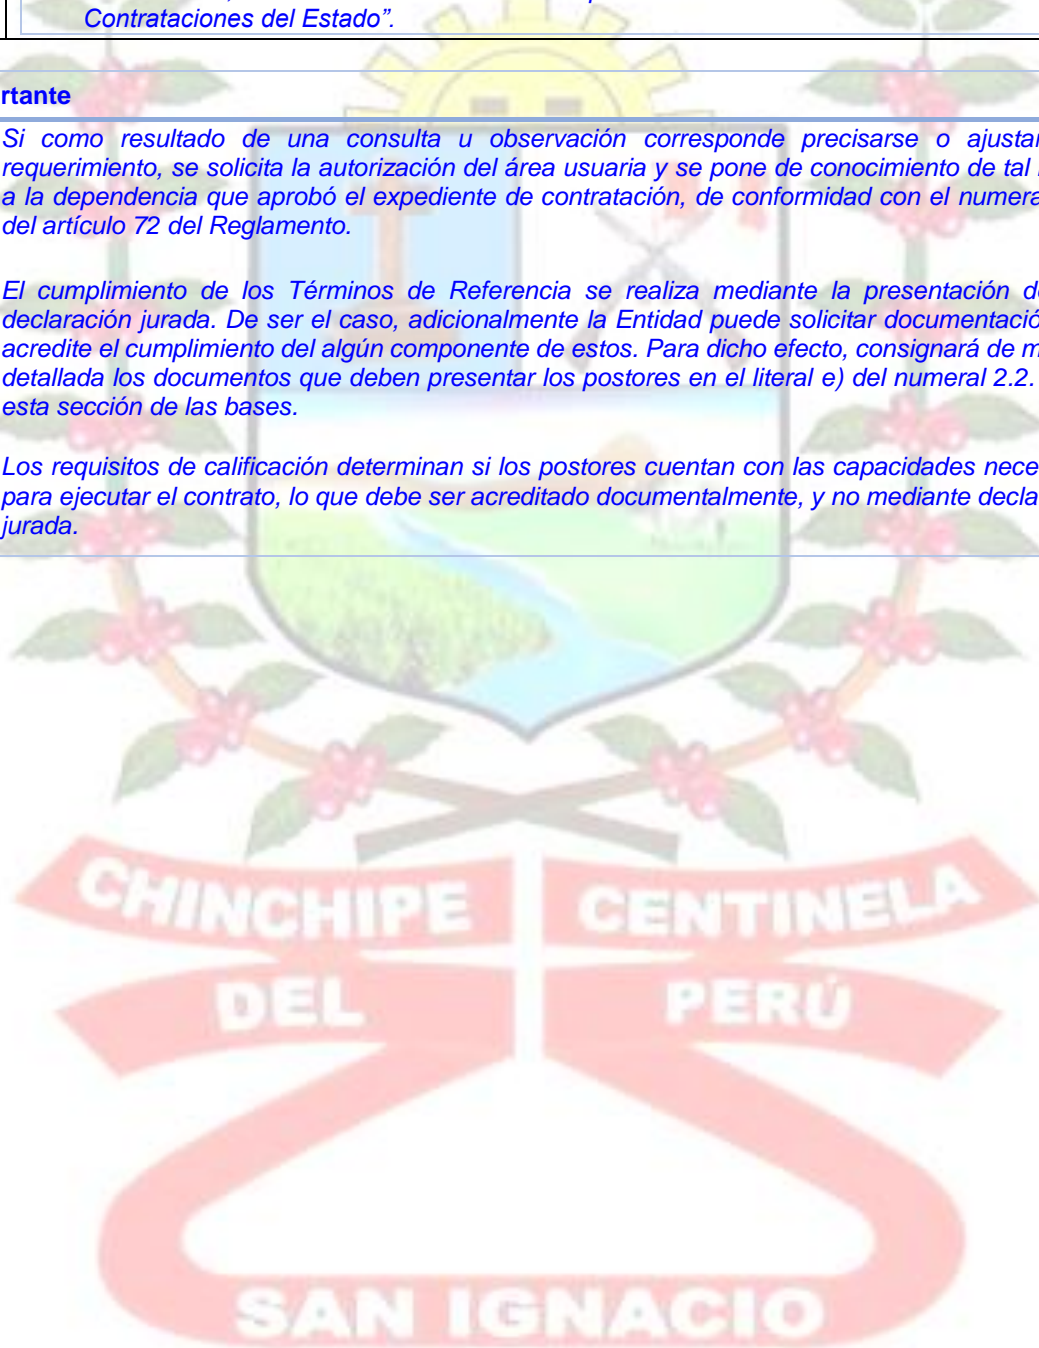 Contrataciones del Estado”.
rtante
Si como resultado de una consulta u observación corresponde precisarse o ajustar
requerimiento, se solicita la autorización del área usuaria y se pone de conocimiento de tal
a la dependencia que aprobó el expediente de contratación, de conformidad con el numera
del artículo 72 del Reglamento.
El cumplimiento de los Términos de Referencia se realiza mediante la presentación de
declaración jurada. De ser el caso, adicionalmente la Entidad puede solicitar documentació
acredite el cumplimiento del algún componente de estos. Para dicho efecto, consignará de m
detallada los documentos que deben presentar los postores en el literal e) del numeral 2.2.
esta sección de las bases.
Los requisitos de calificación determinan si los postores cuentan con las capacidades nece
para ejecutar el contrato, lo que debe ser acreditado documentalmente, y no mediante decla
jurada.
CHINCHIPE CENTINELA
DEL PERÚ
SAN IGNACIO